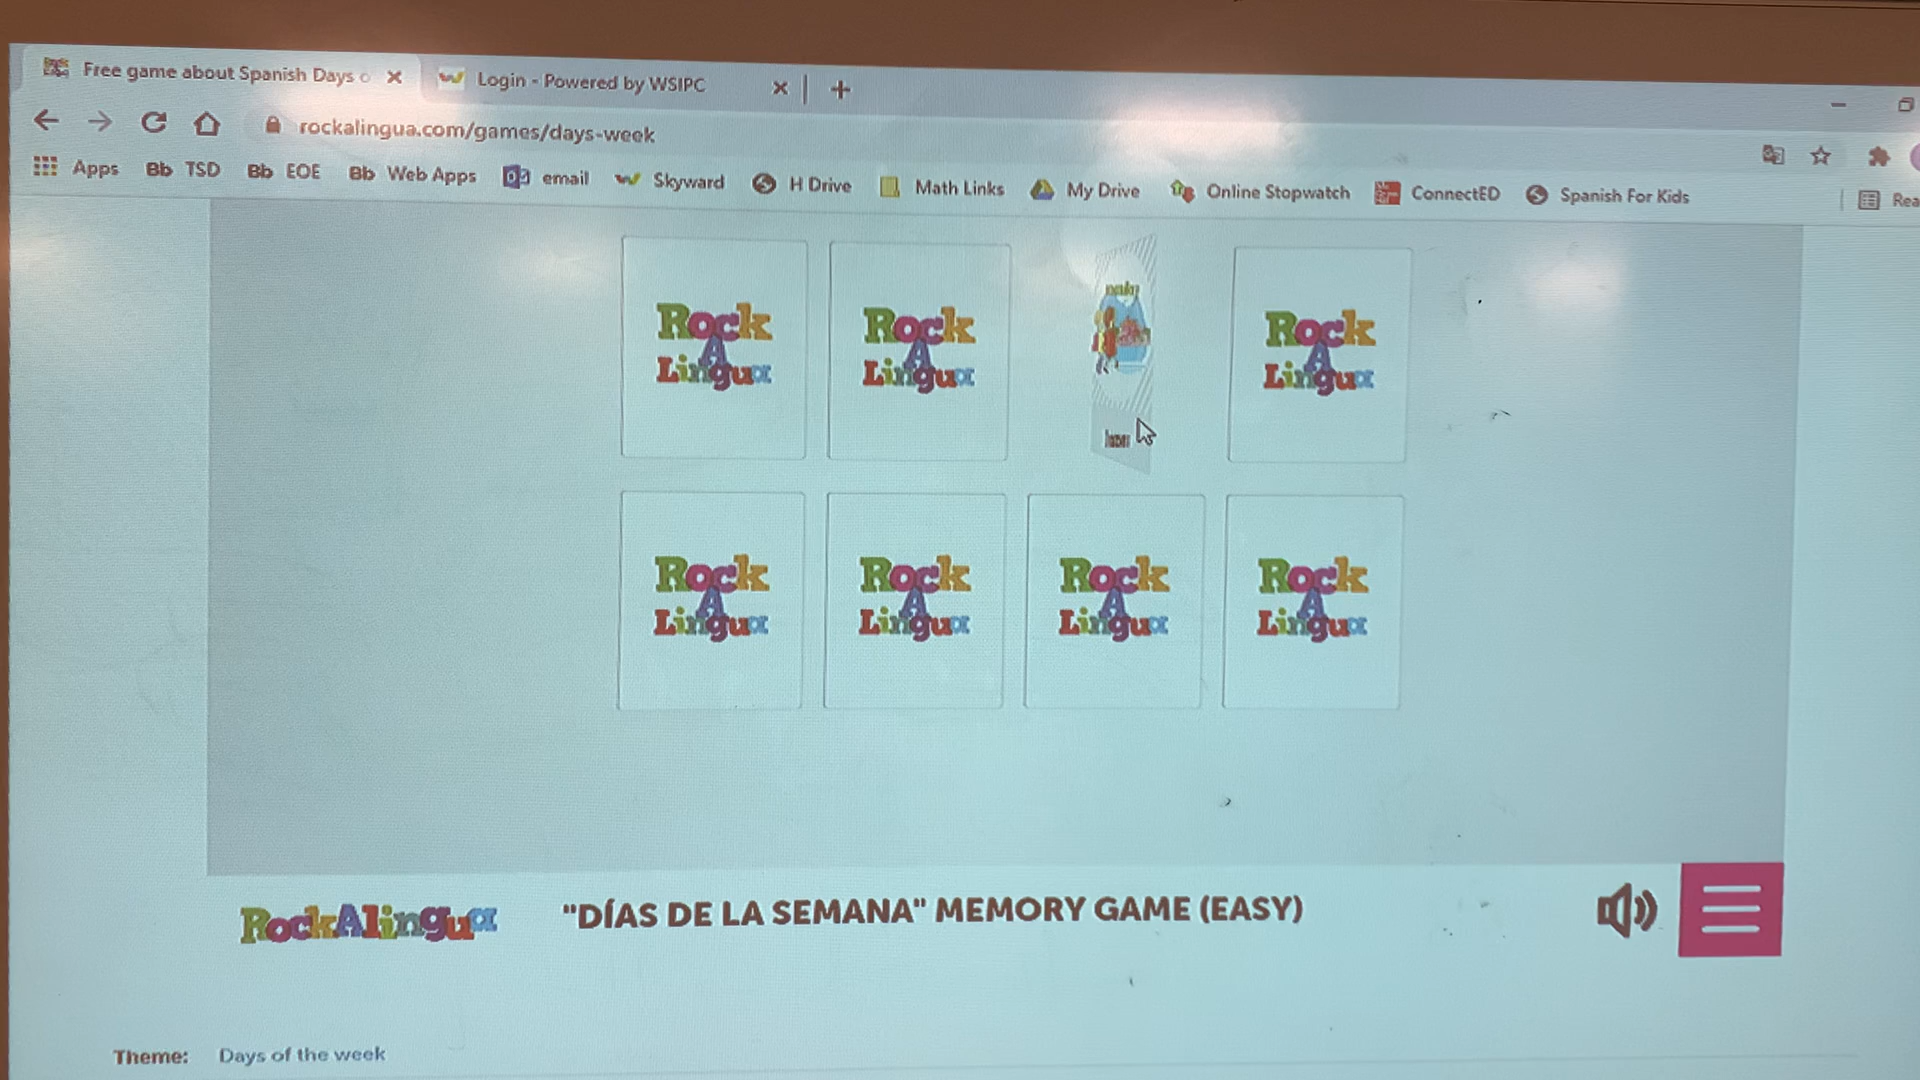 Free game about Spanish Days o
Login - Powered by WSIPC
rockalingua.com/games/days-week
Apps Bb TSD Bb EOE Bb Web Apps email Skyward H Drive Math Links My Drive Online Stopwatch ConnectED Spanish For Kids Rea
Rock A Lingua Rock A Lingua Rock A Lingua
Rock A Lingua Rock A Lingua Rock A Lingua Rock A Lingua
RockAlingua "DÍAS DE LA SEMANA" MEMORY GAME (EASY)
Theme: Days of the week